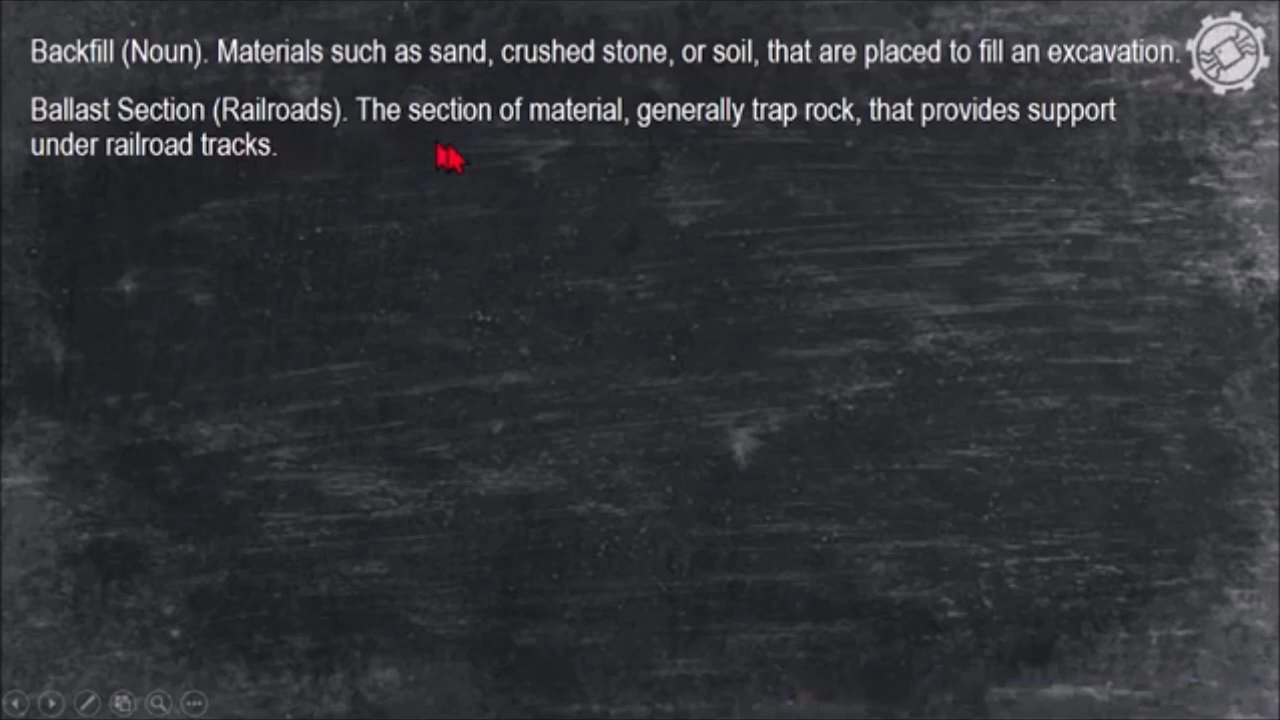 Backfill (Noun). Materials such as sand, crushed stone, or soil, that are placed to fill an excavation.
Ballast Section (Railroads). The section of material, generally trap rock, that provides support
under railroad tracks.